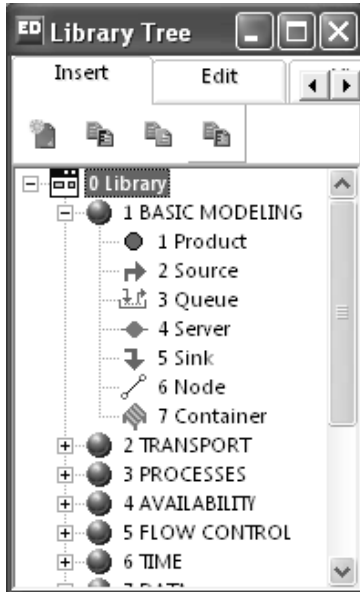 ED Library Tree
Insert Edit
0 Library
1 BASIC MODELING
1 Product
2 Source
3 Queue
4 Server
5 Sink
6 Node
7 Container
2 TRANSPORT
3 PROCESSES
4 AVAILABILITY
5 FLOW CONTROL
6 TIME